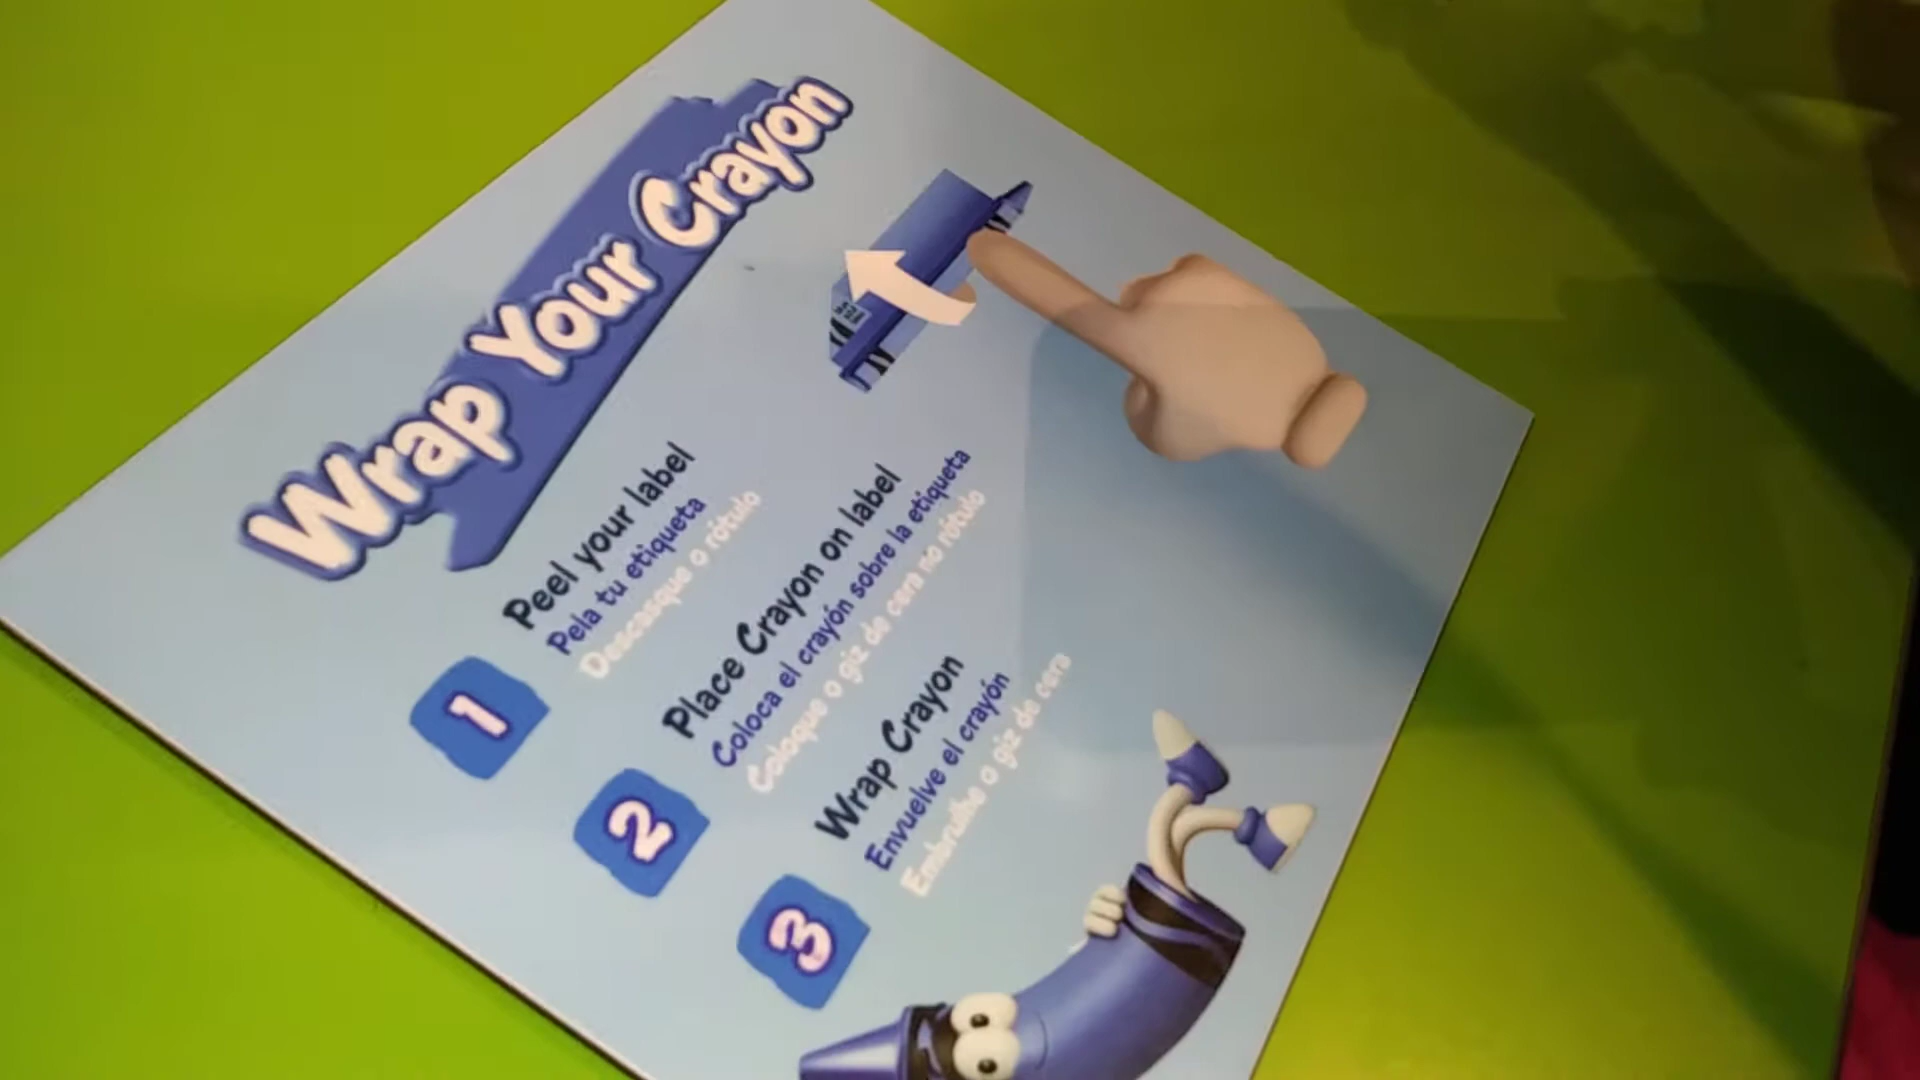 Wrap Your Crayon
1
Peel your label
Pela tu etiqueta
Descasque o rótulo
2
Place Crayon on label
Coloca el crayón sobre la etiqueta
Coloque o giz de cera no rótulo
3
Wrap Crayon
Envuelve el crayón
Embrulhe o giz de cera